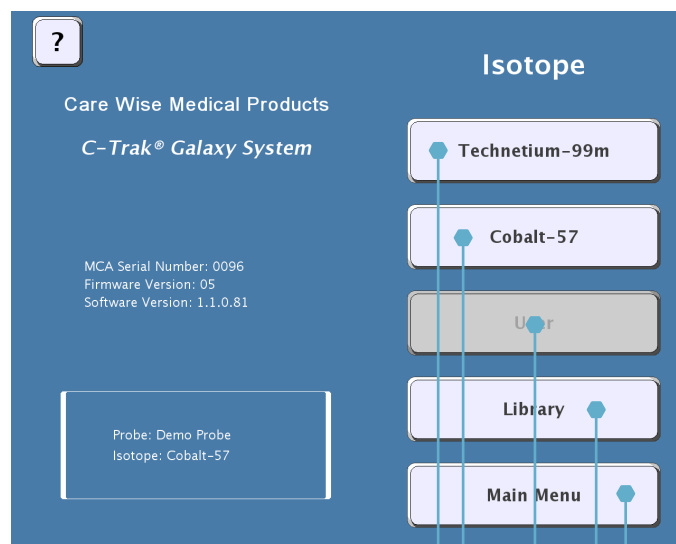 ?
Isotope
Care Wise Medical Products
C-Trak® Galaxy System
Technetium-99m
Cobalt-57
MCA Serial Number: 0096
Firmware Version: 05
Software Version: 1.1.0.81
User
Library
Probe: Demo Probe
Isotope: Cobalt-57
Main Menu